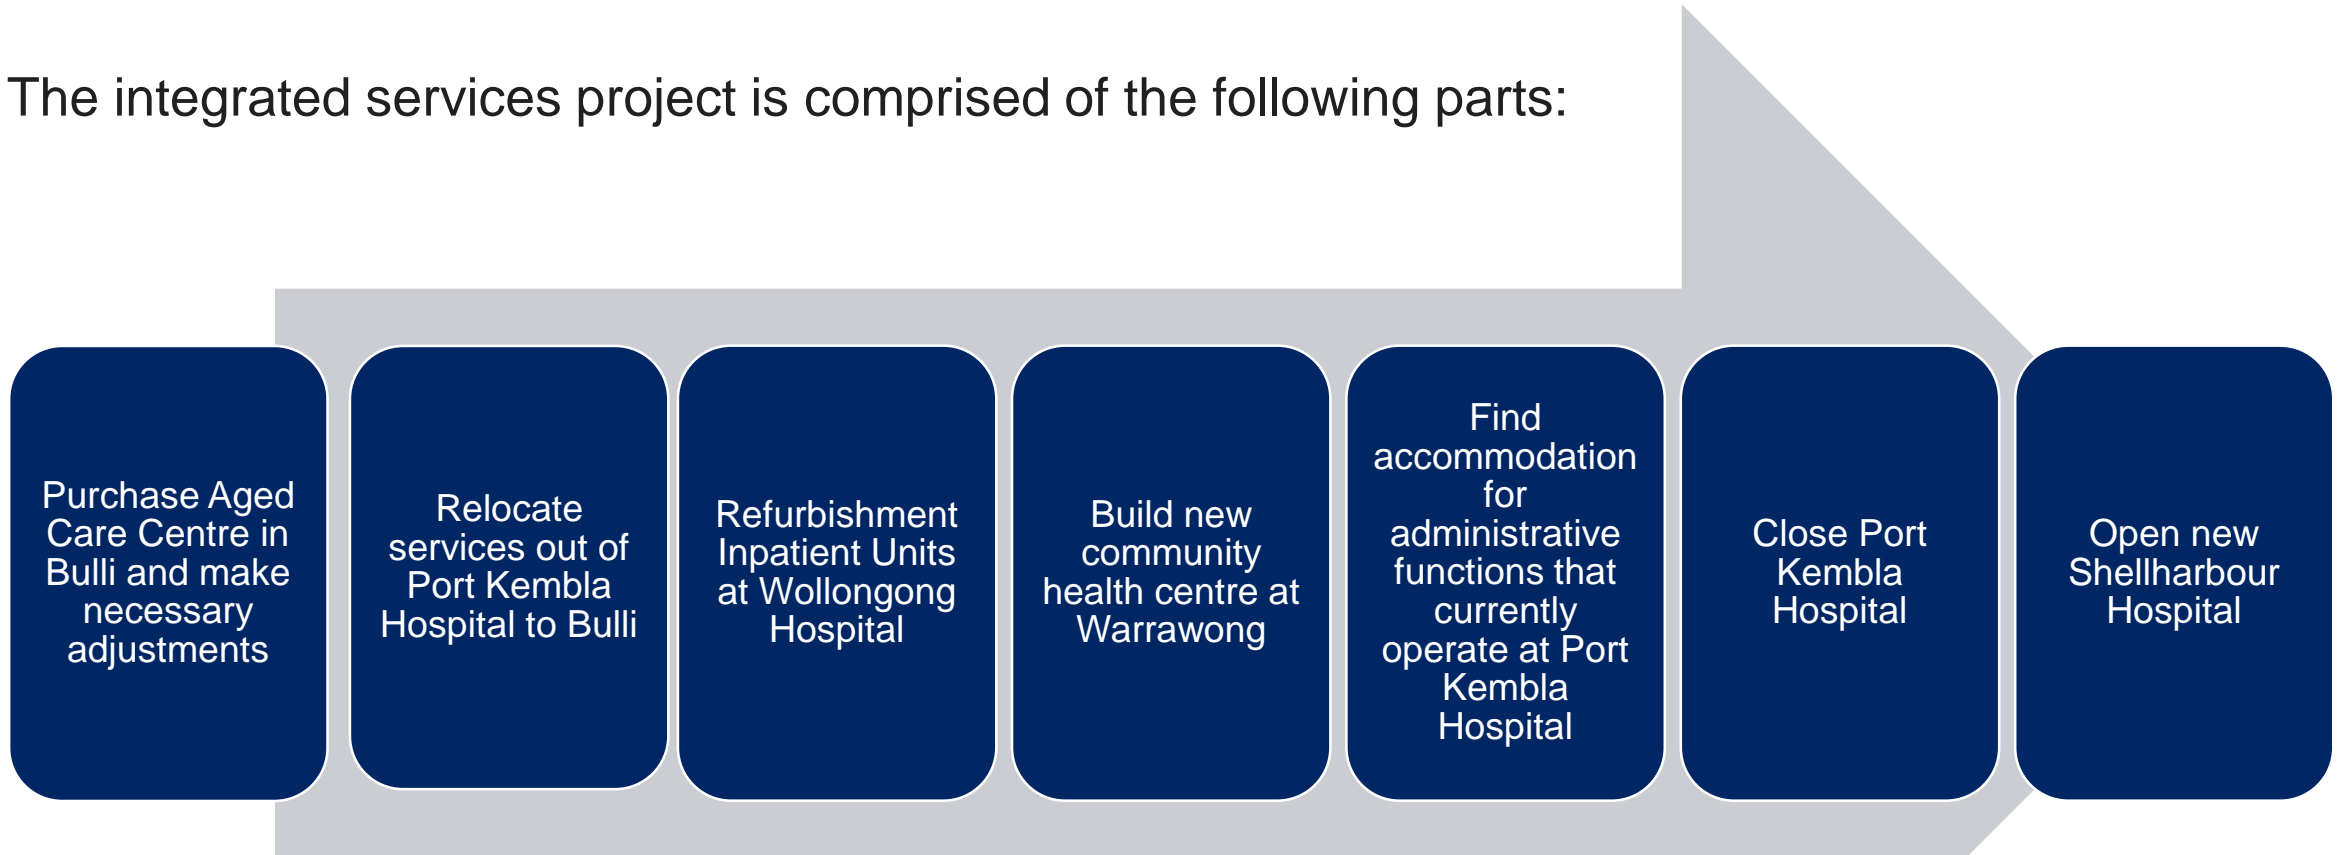 The integrated services project is comprised of the following parts:
Purchase Aged
Care Centre in
Bulli and make
necessary
adjustments
Relocate
services out of
Port Kembla
Hospital to Bulli
Refurbishment
Inpatient Units
at Wollongong
Hospital
Build new
community
health centre at
Warrawong
Find
accommodation
for
administrative
functions that
currently
operate at Port
Kembla
Hospital
Close Port
Kembla
Hospital
Open new
Shellharbour
Hospital